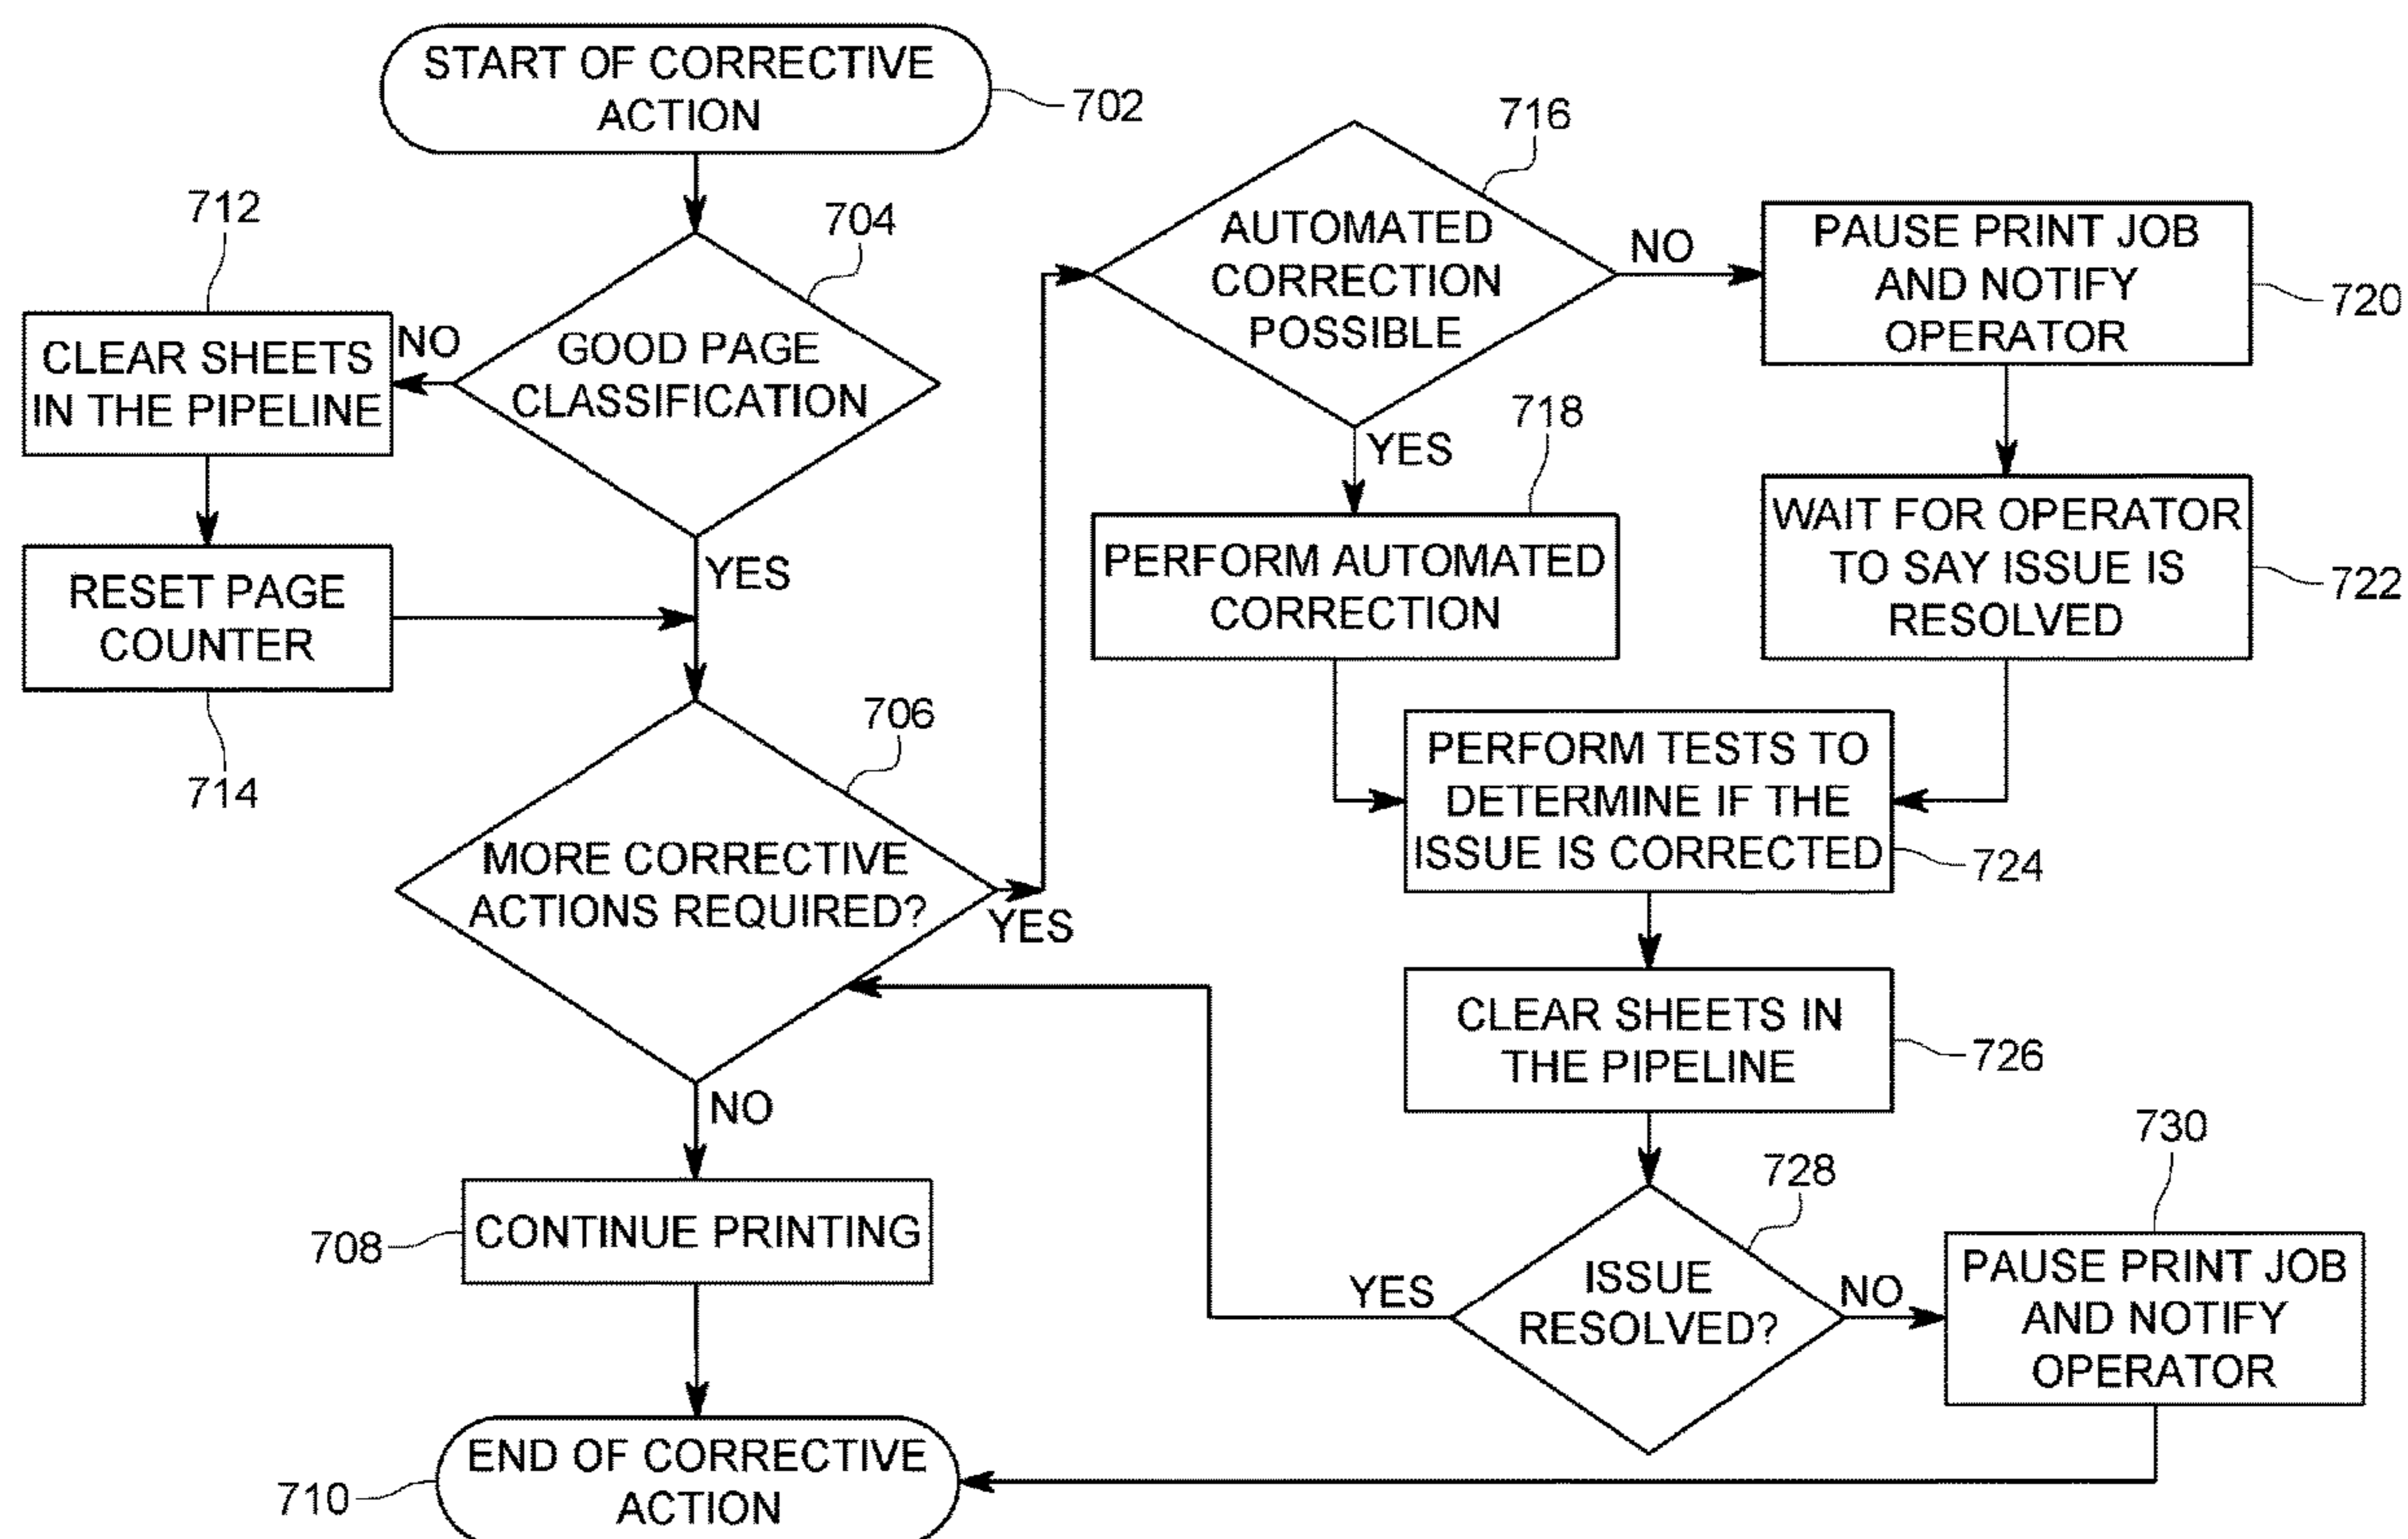 START OF CORRECTIVE
ACTION
702
704
GOOD PAGE
CLASSIFICATION
NO
YES
712
CLEAR SHEETS
IN THE PIPELINE
RESET PAGE
COUNTER
714
706
MORE CORRECTIVE
ACTIONS REQUIRED?
YES
NO
708
CONTINUE PRINTING
710
END OF CORRECTIVE
ACTION
716
AUTOMATED
CORRECTION
POSSIBLE
NO
YES
718
PERFORM AUTOMATED
CORRECTION
PAUSE PRINT JOB
AND NOTIFY
OPERATOR
720
WAIT FOR OPERATOR
TO SAY ISSUE IS
RESOLVED
722
PERFORM TESTS TO
DETERMINE IF THE
ISSUE IS CORRECTED
724
CLEAR SHEETS IN
THE PIPELINE
726
728
ISSUE
RESOLVED?
YES
NO
730
PAUSE PRINT JOB
AND NOTIFY
OPERATOR